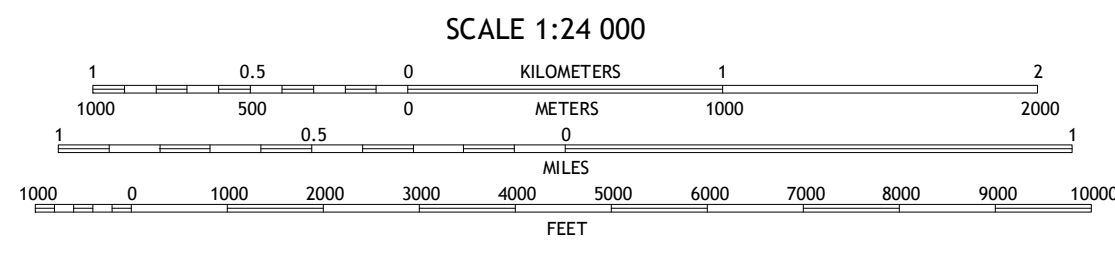 SCALE 1:24 000
1 0.5 0 KILOMETERS 1 2
1000 500 0 METERS 1000 2000
1 0.5 0 1
MILES
1000 0 1000 2000 3000 4000 5000 6000 7000 8000 9000 10000
FEET